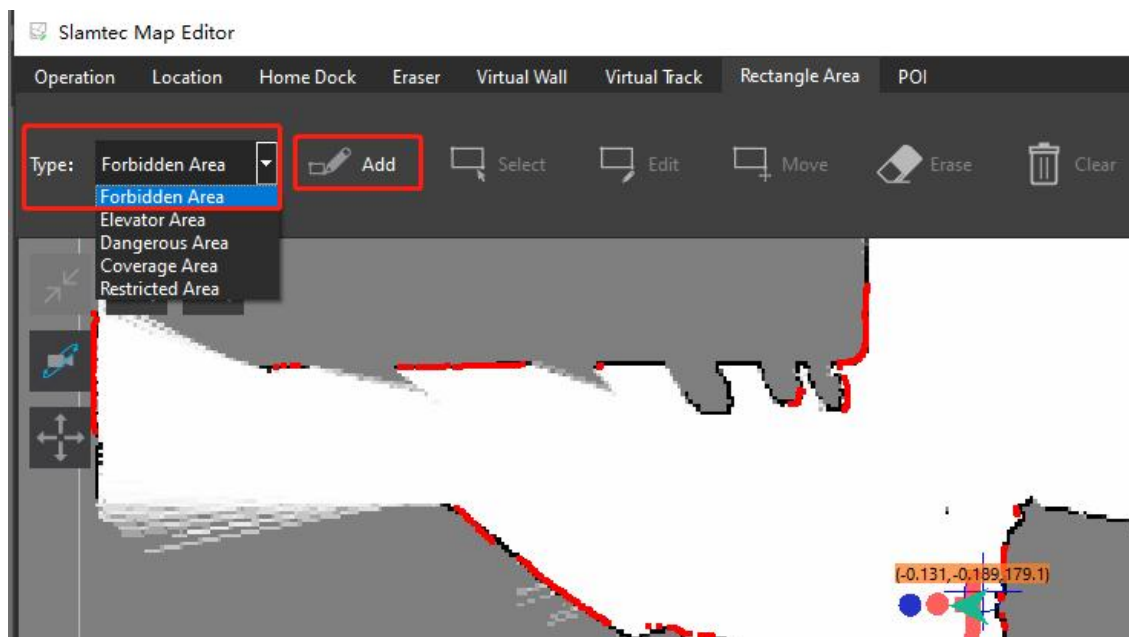 Slamtec Map Editor
Operation Location Home Dock Eraser Virtual Wall Virtual Track Rectangle Area POI
Type: Forbidden Area Add Select Edit Move Erase Clear
Forbidden Area
Elevator Area
Dangerous Area
Coverage Area
Restricted Area
(-0.131,-0.189,179.1)